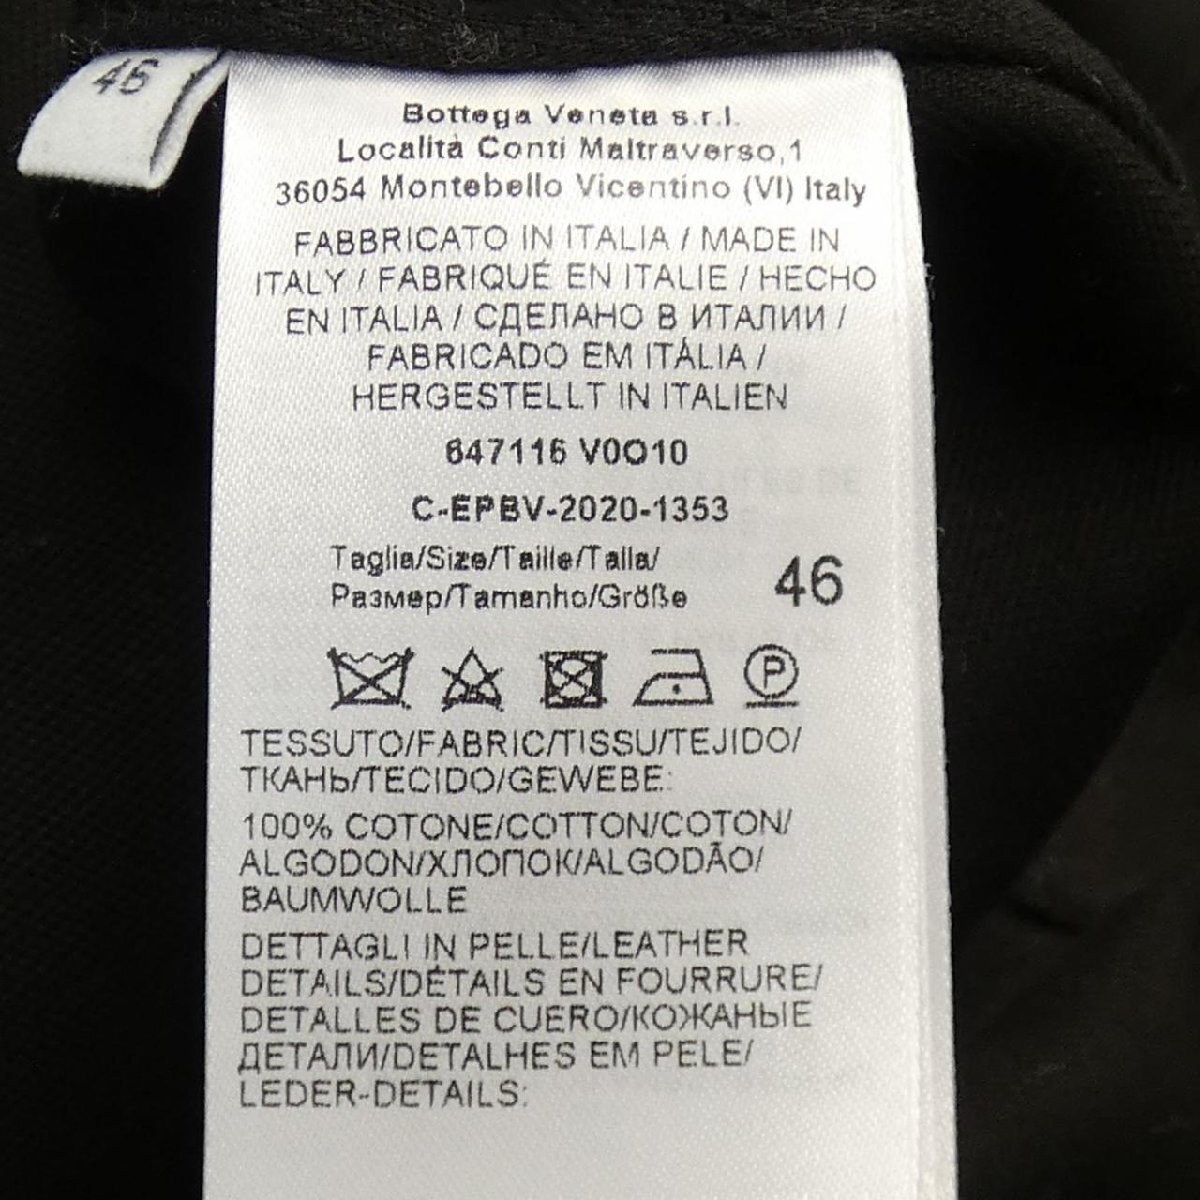 46
Bottega Veneta s.r.l.
Località Conti Maltraverso,1
36054 Montebello Vicentino (VI) Italy
FABBRICATO IN ITALIA / MADE IN
ITALY / FABRIQUÉ EN ITALIE / HECHO
EN ITALIA / СДЕЛАНО В ИТАЛИИ /
FABRICADO EM ITÁLIA /
HERGESTELLT IN ITALIEN
647116 V0O10
C-EPBV-2020-1353
Taglia/Size/Taille/Talla/
Размер/Tamanho/Größe 46
P
TESSUTO/FABRIC/TISSU/TEJIDO/
ТКАНЬ/TECIDO/GEWEBE:
100% COTONE/COTTON/COTON/
ALGODON/ХЛОПОК/ALGODÃO/
BAUMWOLLE
DETTAGLI IN PELLE/LEATHER
DETAILS/DÉTAILS EN FOURRURE/
DETALLES DE CUERO/КОЖАНЫЕ
ДЕТАЛИ/DETALHES EM PELE/
LEDER-DETAILS: